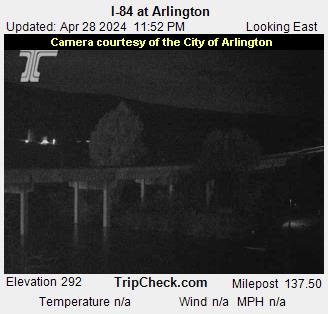 I-84 at Arlington
Updated: Apr 28 2024 11:52 PM Looking East
Camera courtesy of the City of Arlington
Elevation 292 TripCheck.com Milepost 137.50
Temperature n/a Wind n/a MPH n/a